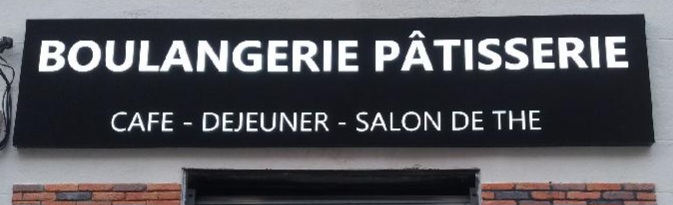 BOULANGERIE PÂTISSERIE
CAFE - DEJEUNER - SALON DE THE